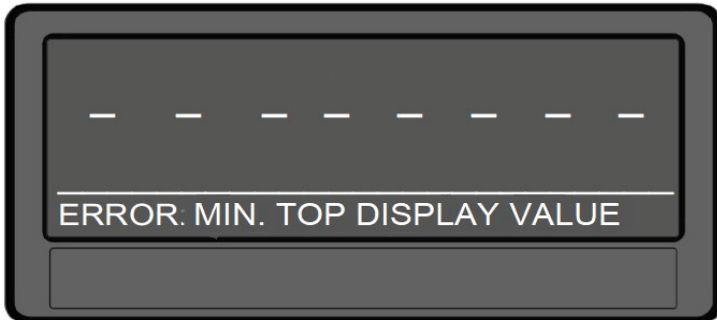 – – – – – – – –
ERROR: MIN. TOP DISPLAY VALUE